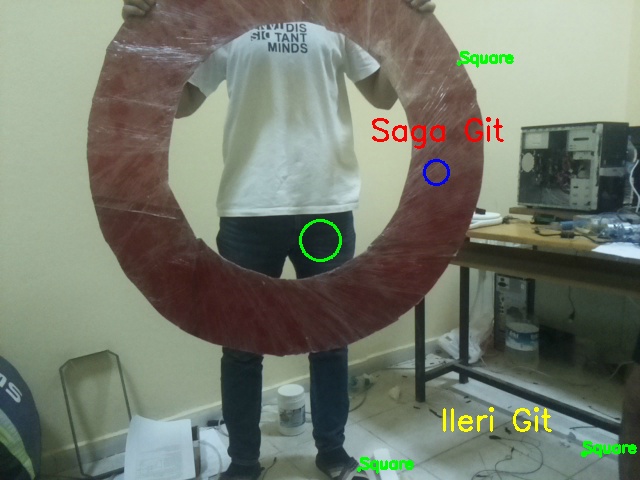 DIS
TANT
MINDS
Square
Saga Git
Ileri Git
Square
Square